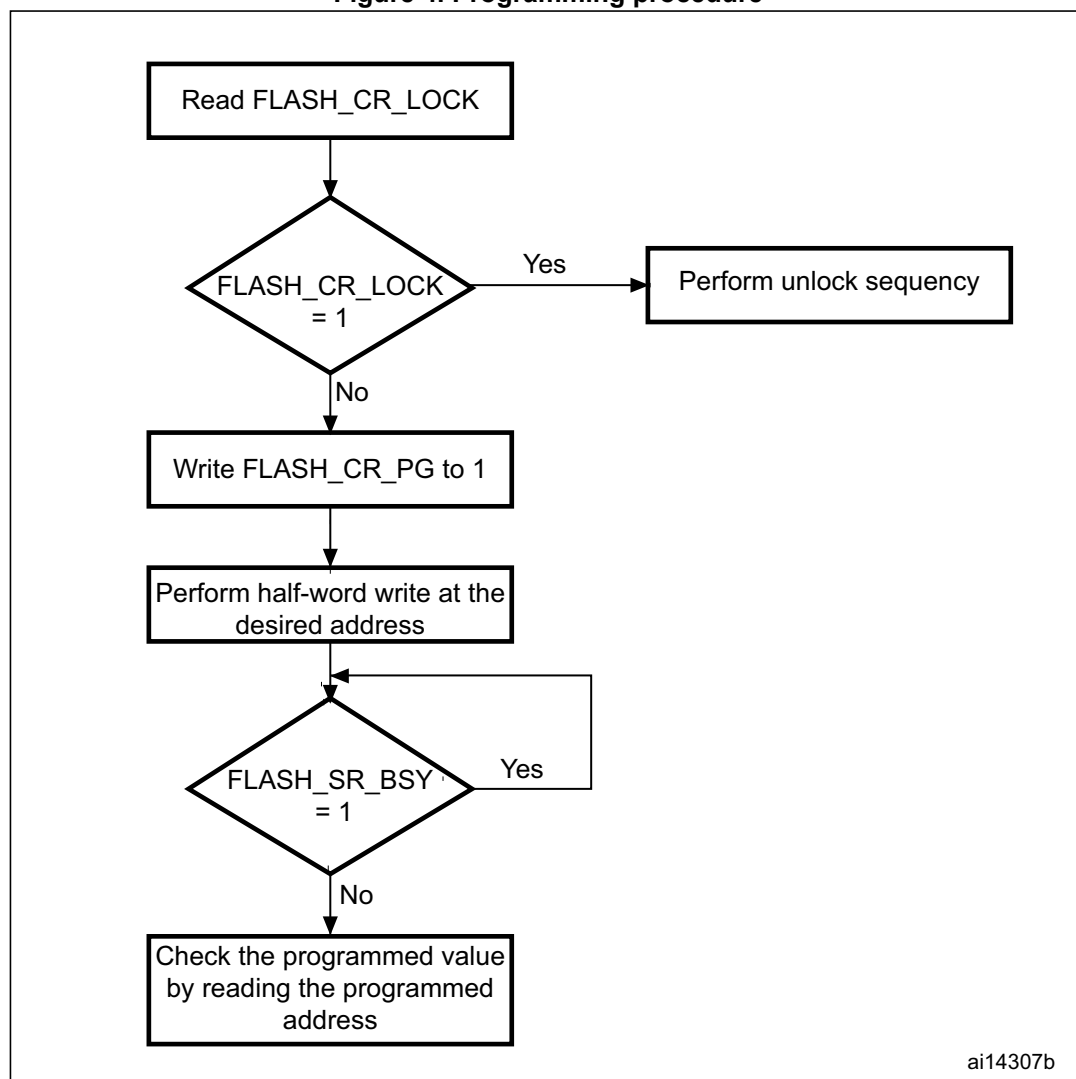 Read FLASH_CR_LOCK
FLASH_CR_LOCK
= 1
Yes
Perform unlock sequency
No
Write FLASH_CR_PG to 1
Perform half-word write at the
desired address
FLASH_SR_BSY
= 1
Yes
No
Check the programmed value
by reading the programmed
address
ai14307b